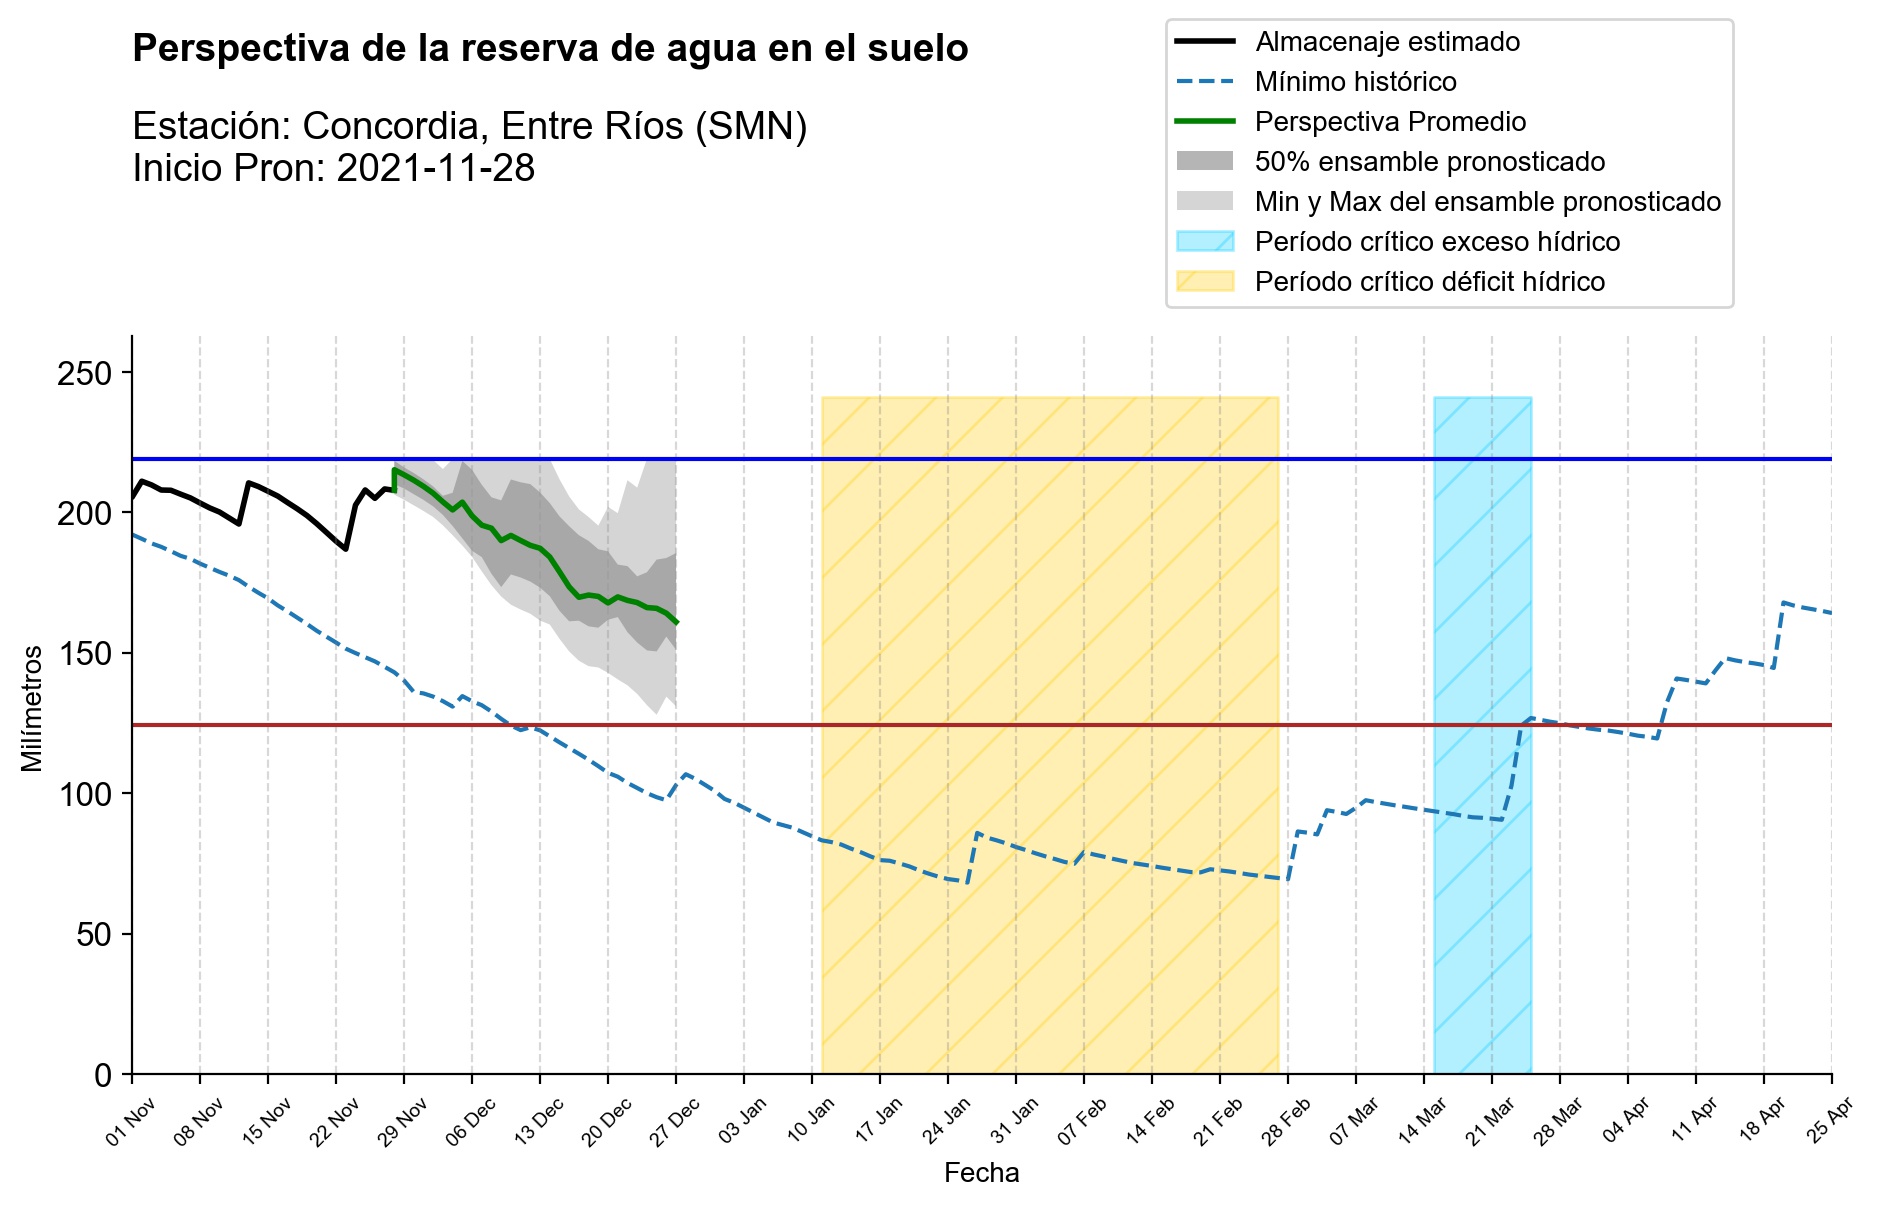 Perspectiva de la reserva de agua en el suelo
Estación: Concordia, Entre Ríos (SMN)
Inicio Pron: 2021-11-28
Almacenaje estimado
Mínimo histórico
Perspectiva Promedio
50% ensamble pronosticado
Min y Max del ensamble pronosticado
Período crítico exceso hídrico
Período crítico déficit hídrico
Milímetros
250
200
150
100
50
0
01 Nov
08 Nov
15 Nov
22 Nov
29 Nov
06 Dec
13 Dec
20 Dec
27 Dec
03 Jan
10 Jan
17 Jan
24 Jan
31 Jan
07 Feb
14 Feb
21 Feb
28 Feb
07 Mar
14 Mar
21 Mar
28 Mar
04 Apr
11 Apr
18 Apr
25 Apr
Fecha